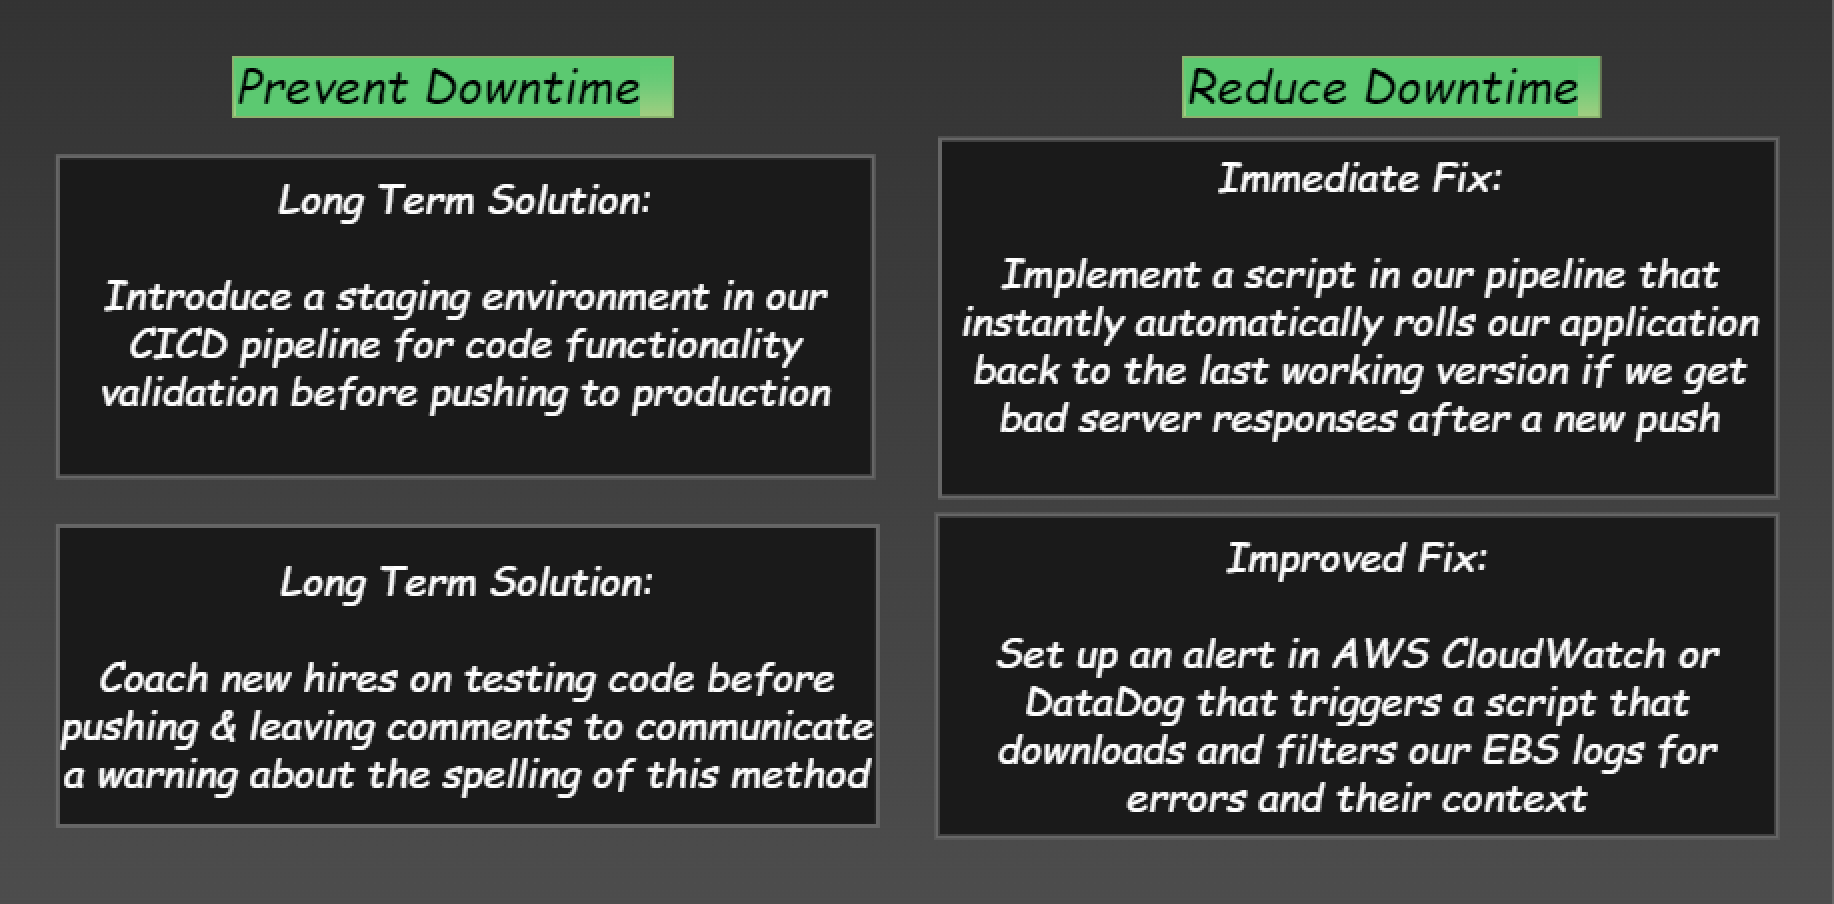 Prevent Downtime
Long Term Solution:
Introduce a staging environment in our
CICD pipeline for code functionality
validation before pushing to production
Long Term Solution:
Coach new hires on testing code before
pushing & leaving comments to communicate
a warning about the spelling of this method
Reduce Downtime
Immediate Fix:
Implement a script in our pipeline that
instantly automatically rolls our application
back to the last working version if we get
bad server responses after a new push
Improved Fix:
Set up an alert in AWS CloudWatch or
DataDog that triggers a script that
downloads and filters our EBS logs for
errors and their context